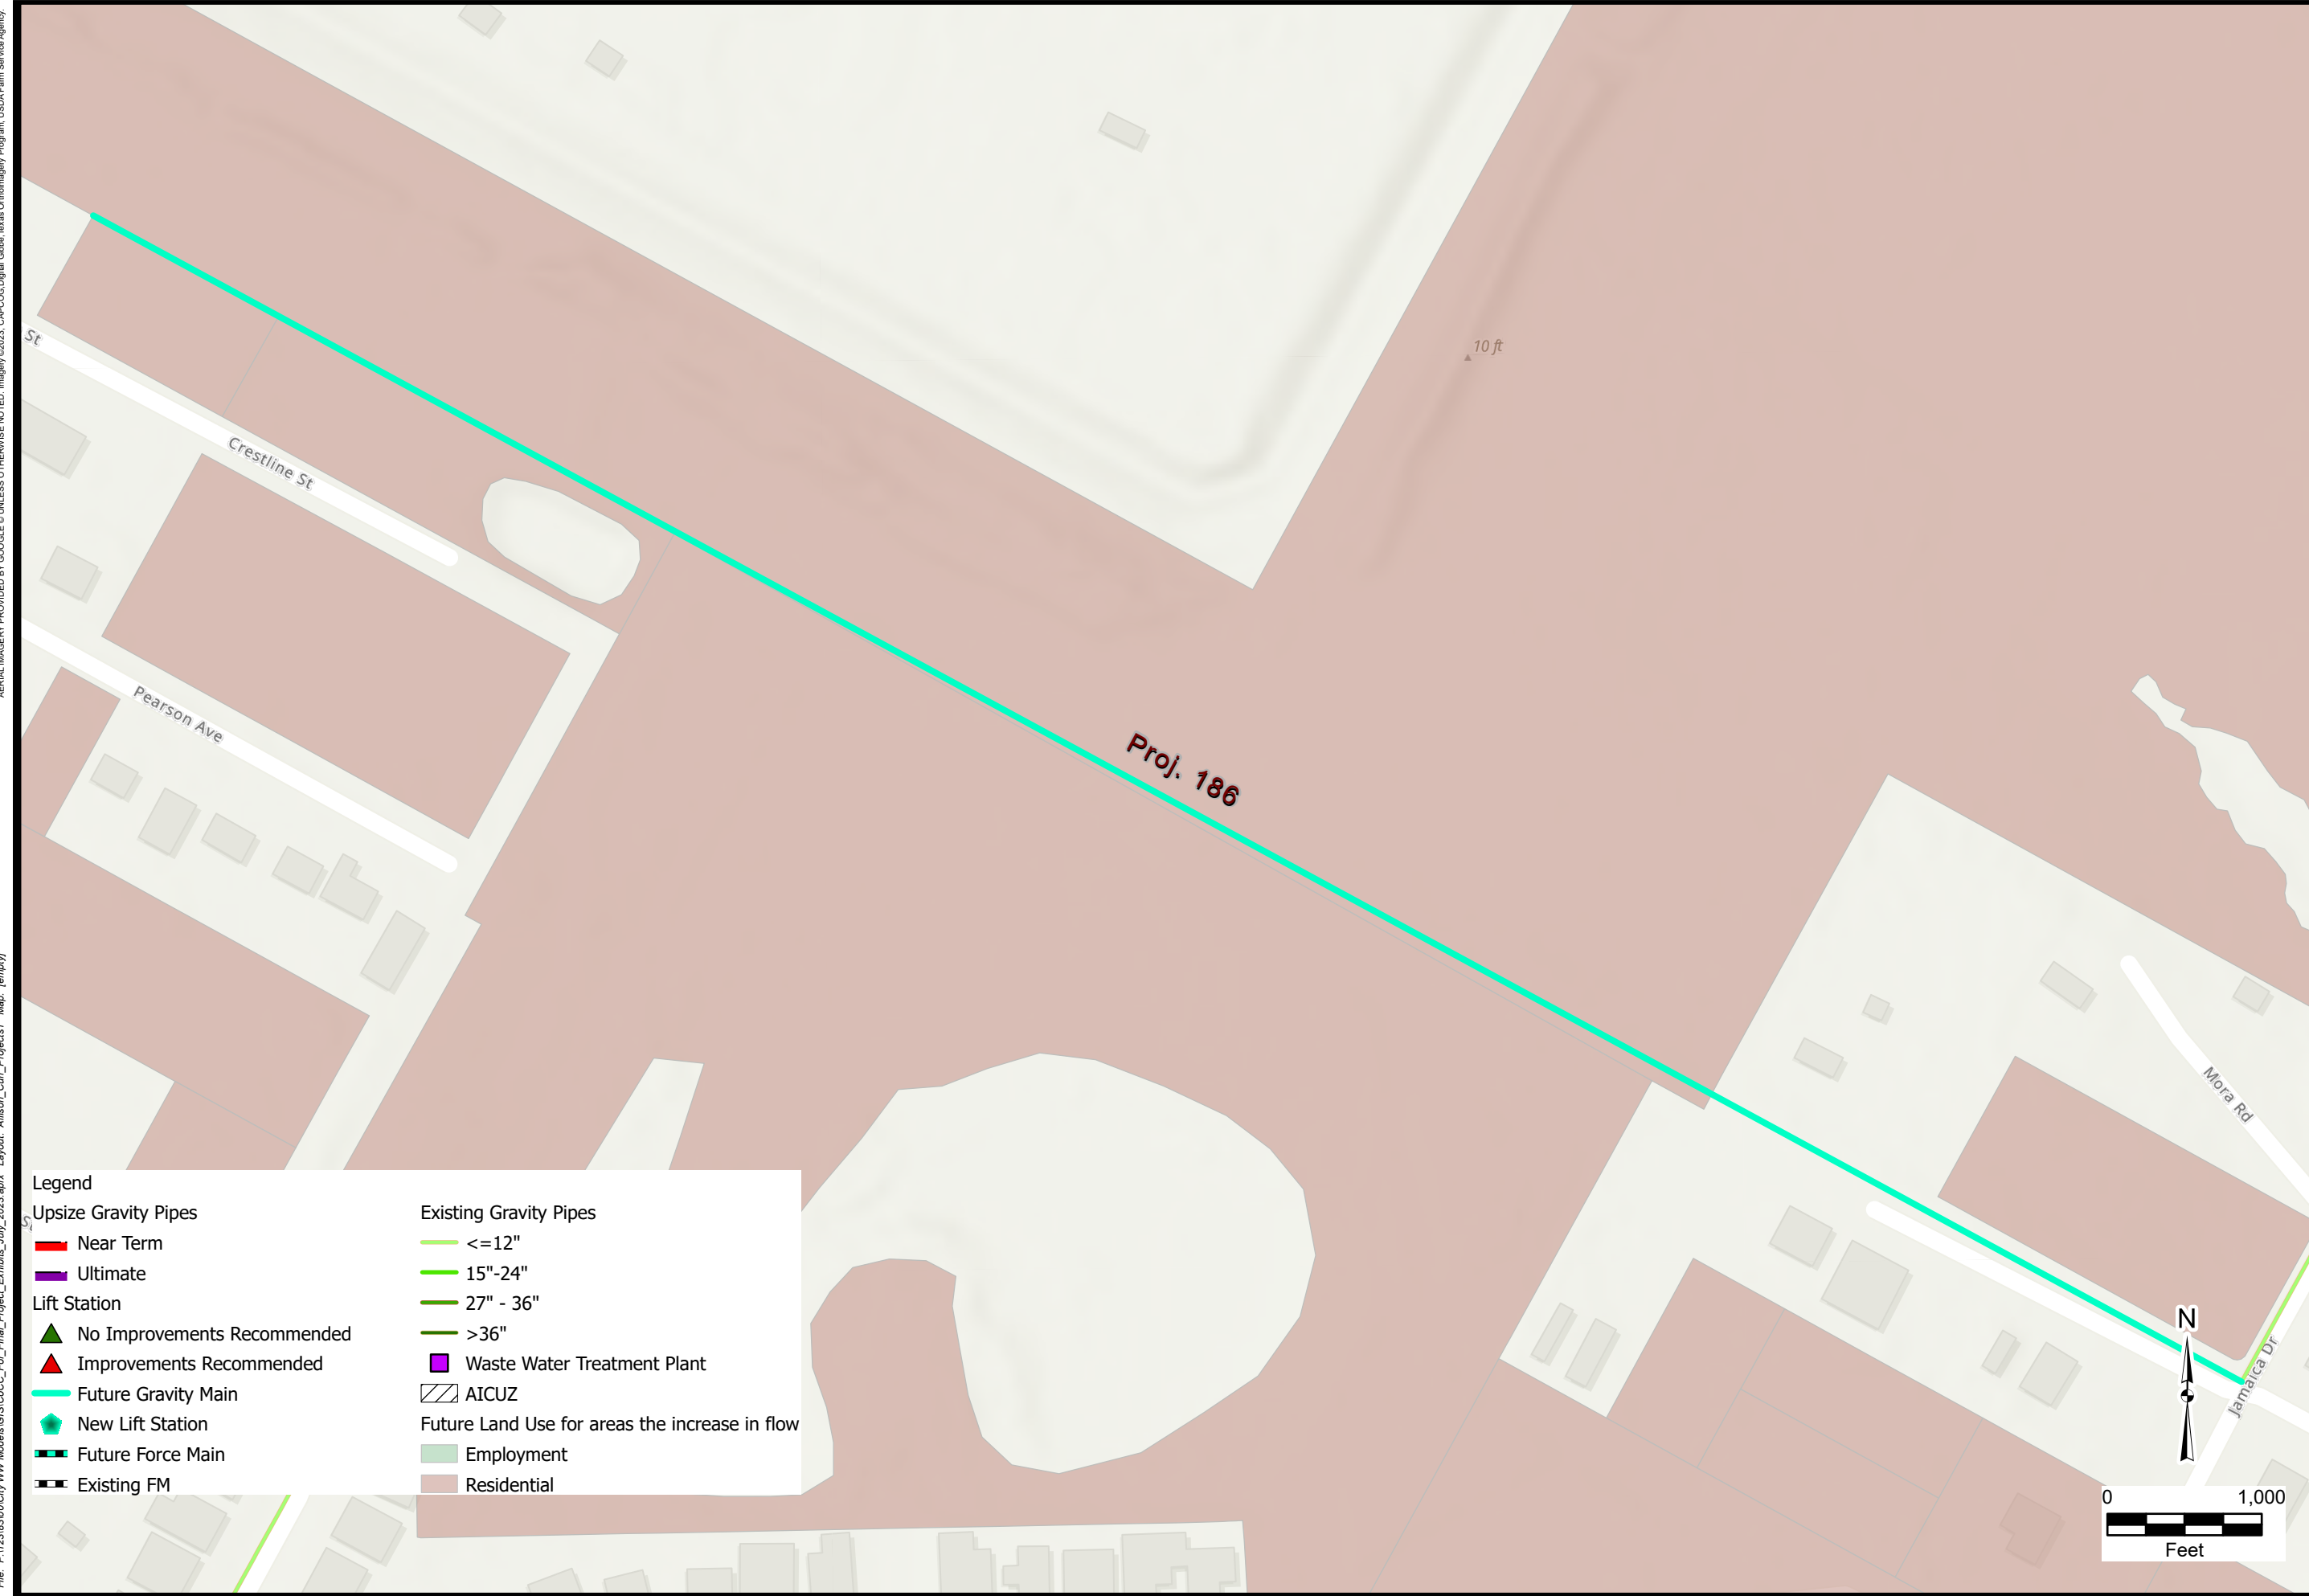 St
10 ft
Crestline St
Pearson Ave
Proj. 186
Mora Rd
Jamaica Dr
Legend
Upsize Gravity Pipes
Near Term
Ultimate
Lift Station
No Improvements Recommended
Improvements Recommended
Future Gravity Main
New Lift Station
Future Force Main
Existing FM
Existing Gravity Pipes
<=12"
15"-24"
27" - 36"
>36"
Waste Water Treatment Plant
AICUZ
Future Land Use for areas the increase in flow
Employment
Residential
N
0 1,000
Feet